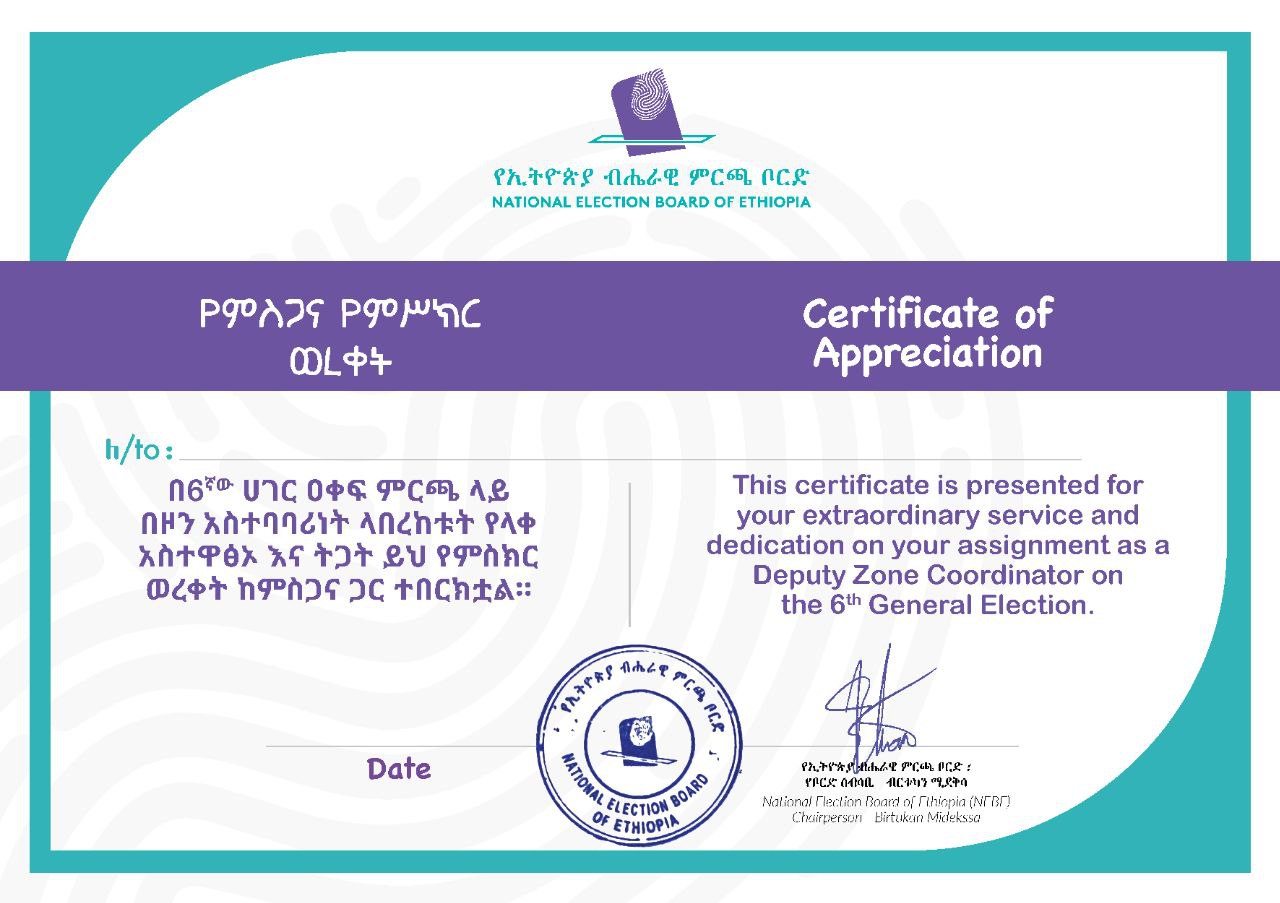 የኢትዮጵያ ብሔራዊ ምርጫ ቦርድ
NATIONAL ELECTION BOARD OF ETHIOPIA
የምስጋና የምሥክር
ወረቀት
Certificate of
Appreciation
ለ/to :
በ6ኛው ሀገር ዐቀፍ ምርጫ ላይ
በዞን አስተባባሪነት ላበረከቱት የላቀ
አስተዋፅኦ እና ትጋት ይህ የምስክር
ወረቀት ከምስጋና ጋር ተበርክቷል።
This certificate is presented for
your extraordinary service and
dedication on your assignment as a
Deputy Zone Coordinator on
the 6th General Election.
Date
የኢትዮጵያ ብሔራዊ ምርጫ ቦርድ
NATIONAL ELECTION BOARD
OF ETHIOPIA
የኢትዮጵያ ብሔራዊ ምርጫ ቦርድ ፡
የቦርድ ሰብሳቢ ብርቱካን ሚደቅሳ
National Election Board of Ethiopia (NEBE)
Chairperson Birtukan Midekssa